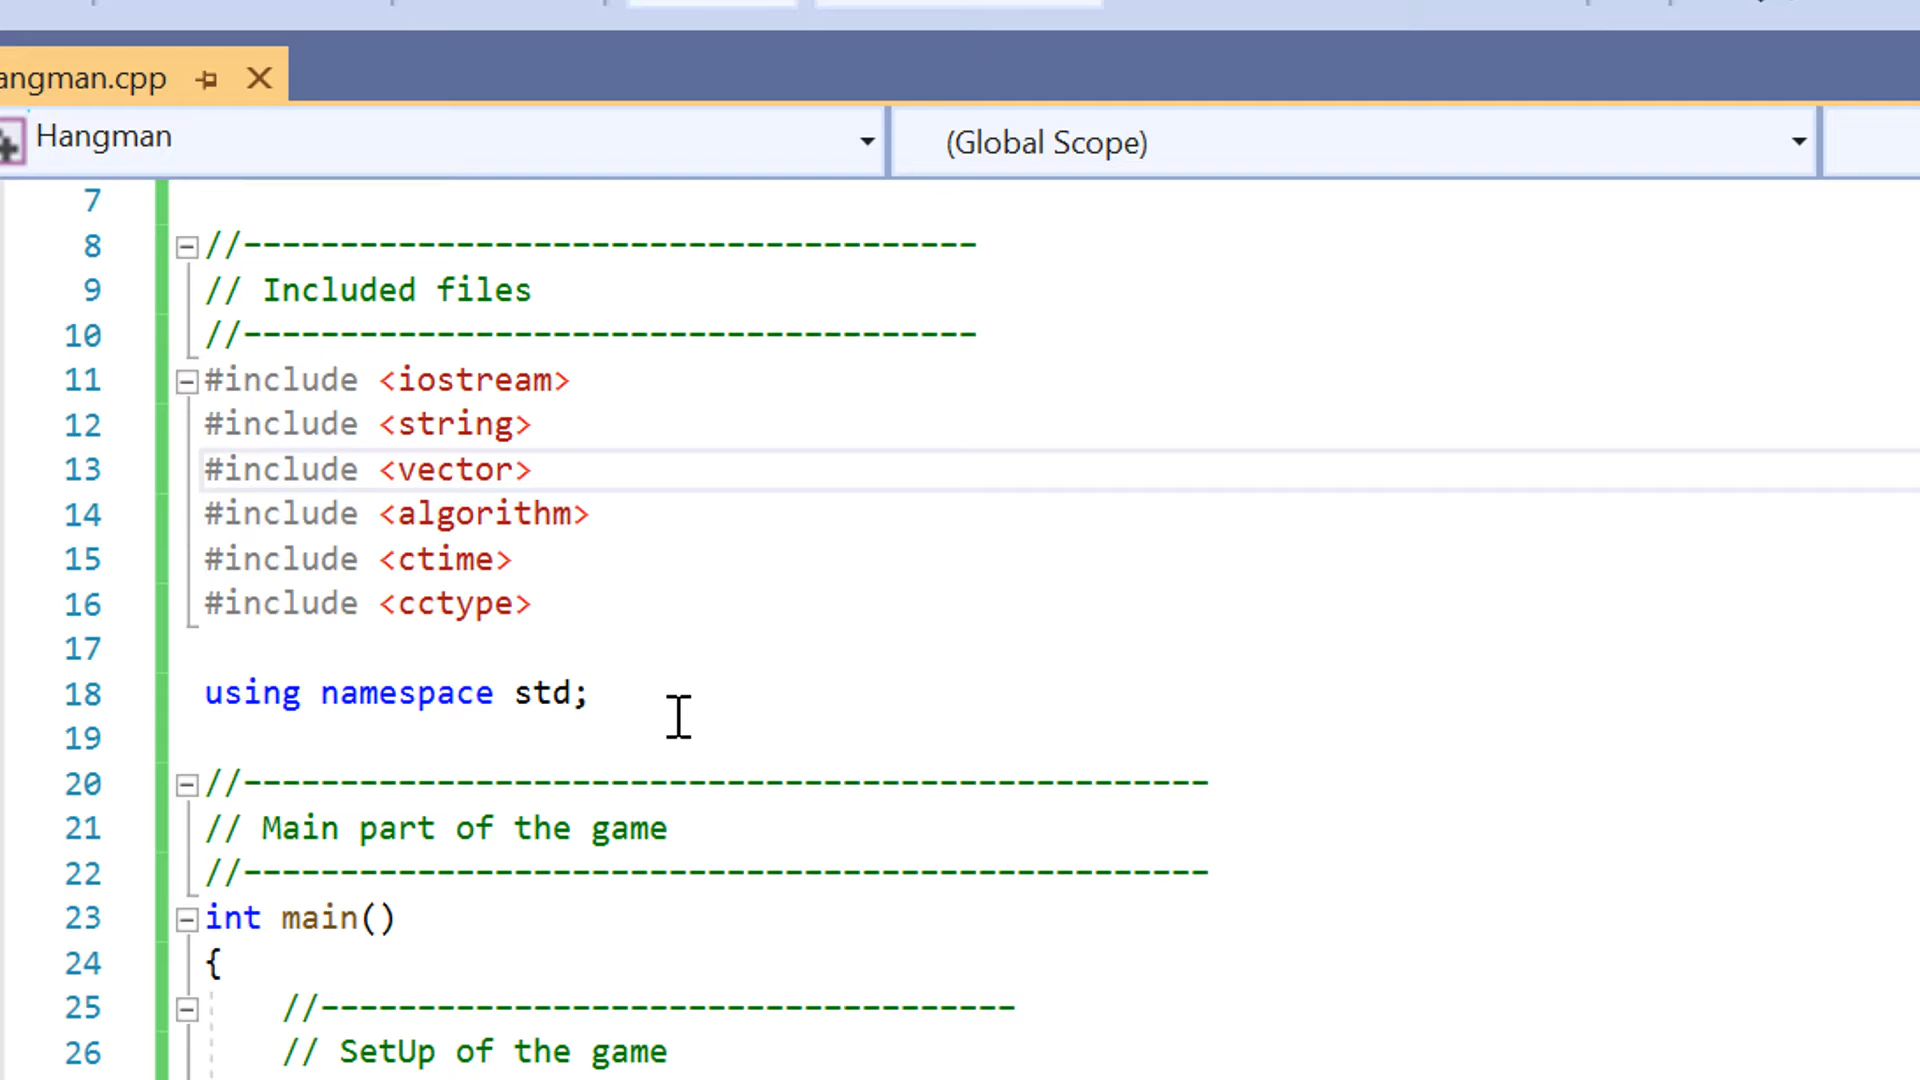 angman.cpp
Hangman
(Global Scope)
7
8 //--------------------------------------
9 // Included files
10 //--------------------------------------
11 #include <iostream>
12 #include <string>
13 #include <vector>
14 #include <algorithm>
15 #include <ctime>
16 #include <cctype>
17
18 using namespace std;
19
20 //--------------------------------------------------
21 // Main part of the game
22 //--------------------------------------------------
23 int main()
24 {
25 //------------------------------------
26 // SetUp of the game